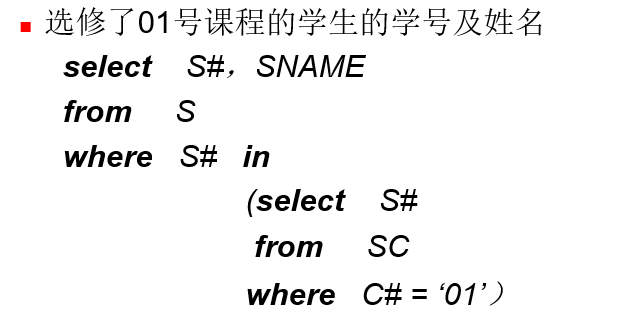 选修了01号课程的学生的学号及姓名
select S#，SNAME
from S
where S# in
(select S#
from SC
where C# = ‘01’）